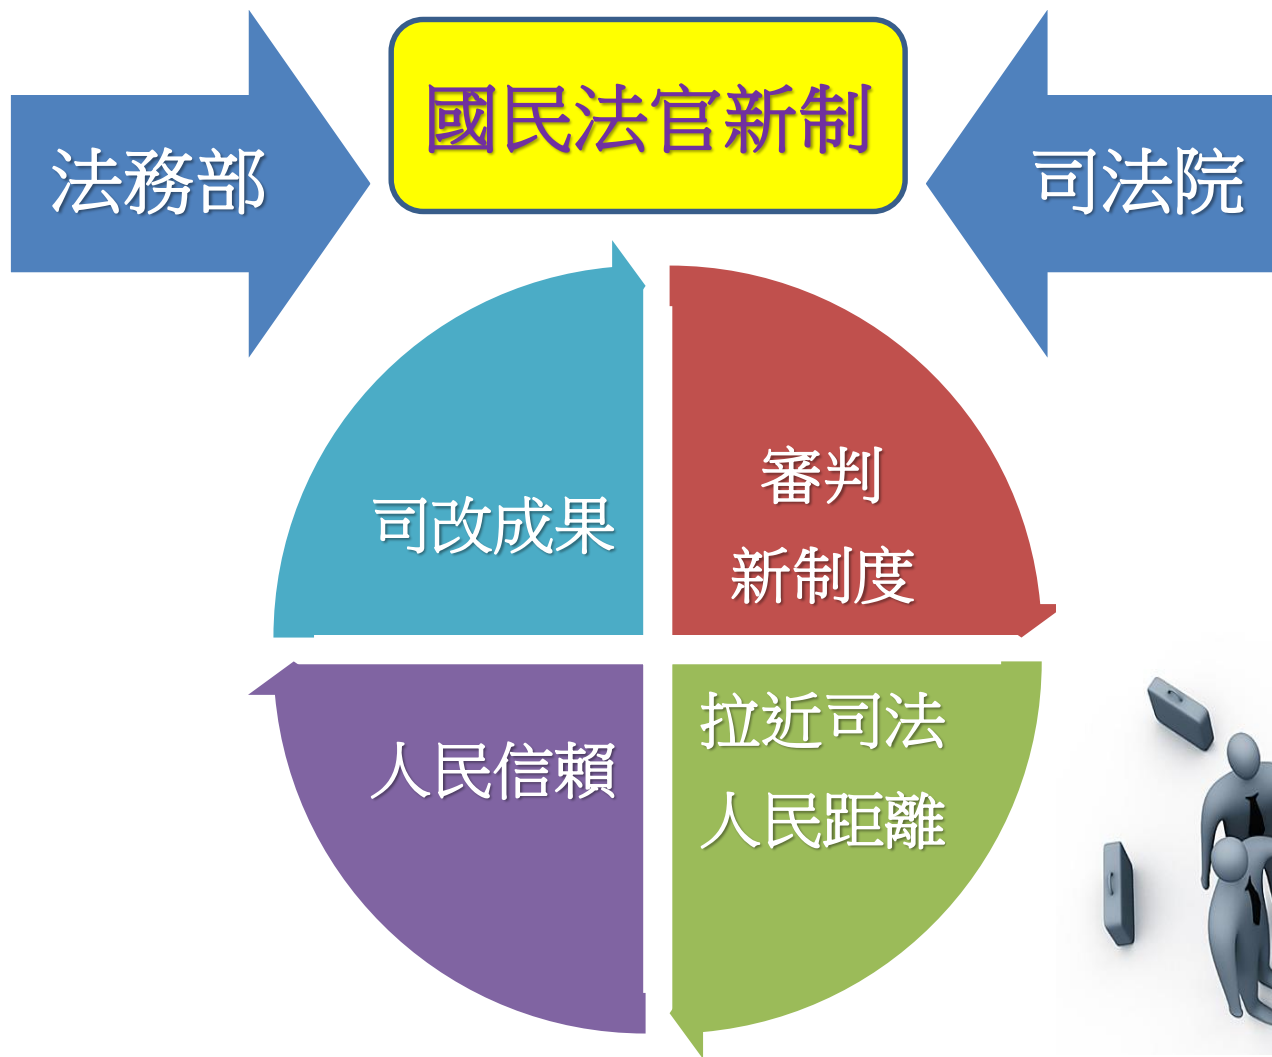 國民法官新制
法務部
司法院
司改成果
審判
新制度
人民信賴
拉近司法
人民距離